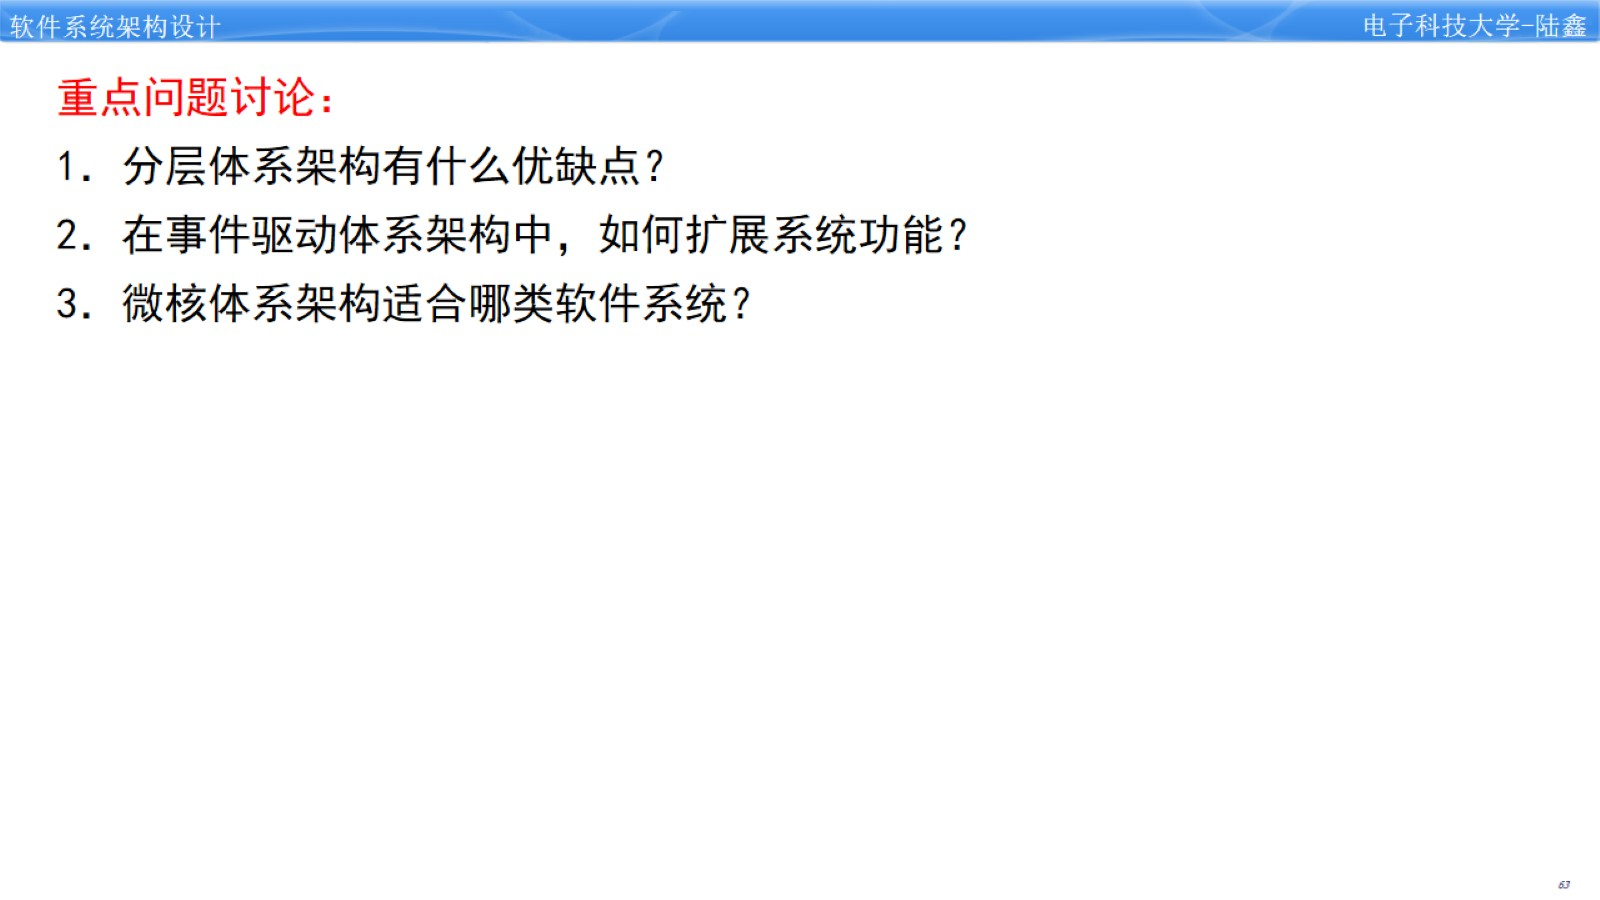 软件系统架构设计
电子科技大学-陆鑫
重点问题讨论：
1. 分层体系架构有什么优缺点？
2. 在事件驱动体系架构中，如何扩展系统功能？
3. 微核体系架构适合哪类软件系统？
63